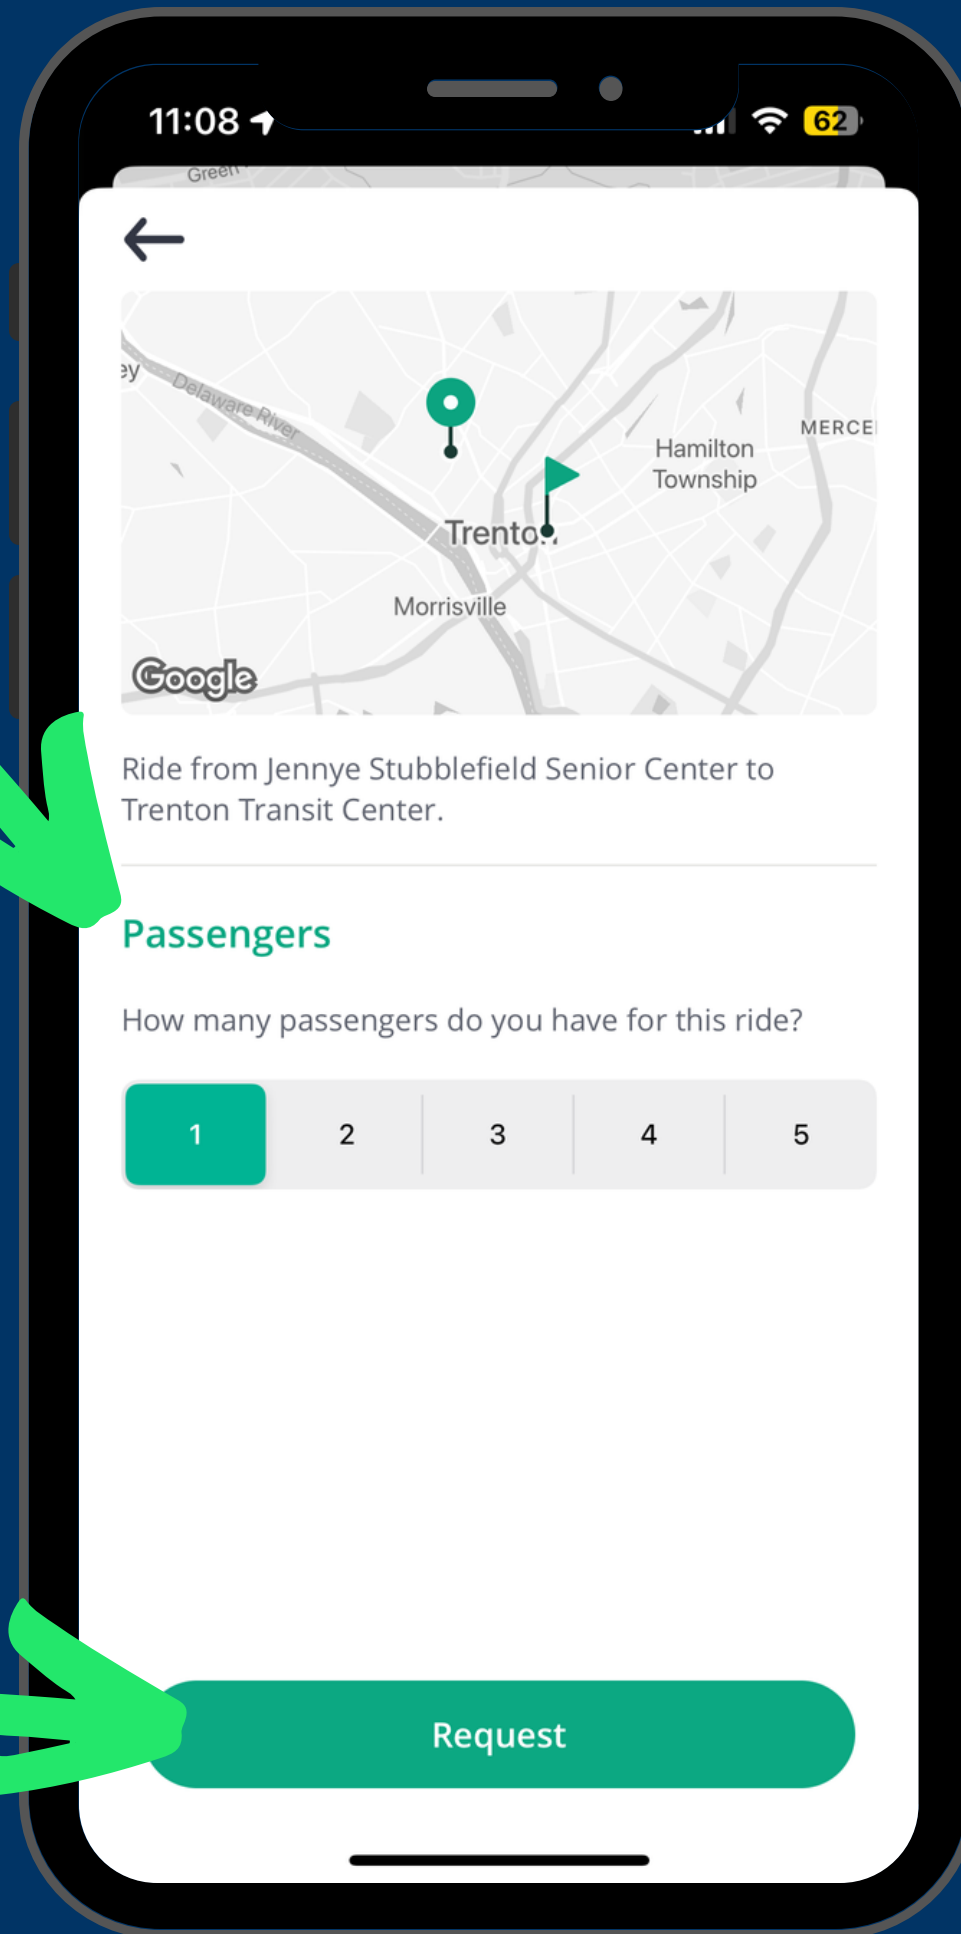 11:08
62
Green
ey
Delaware River
MERCE
Hamilton
Township
Trenton
Morrisville
Google
Ride from Jennye Stubblefield Senior Center to
Trenton Transit Center.
Passengers
How many passengers do you have for this ride?
1 2 3 4 5
Request